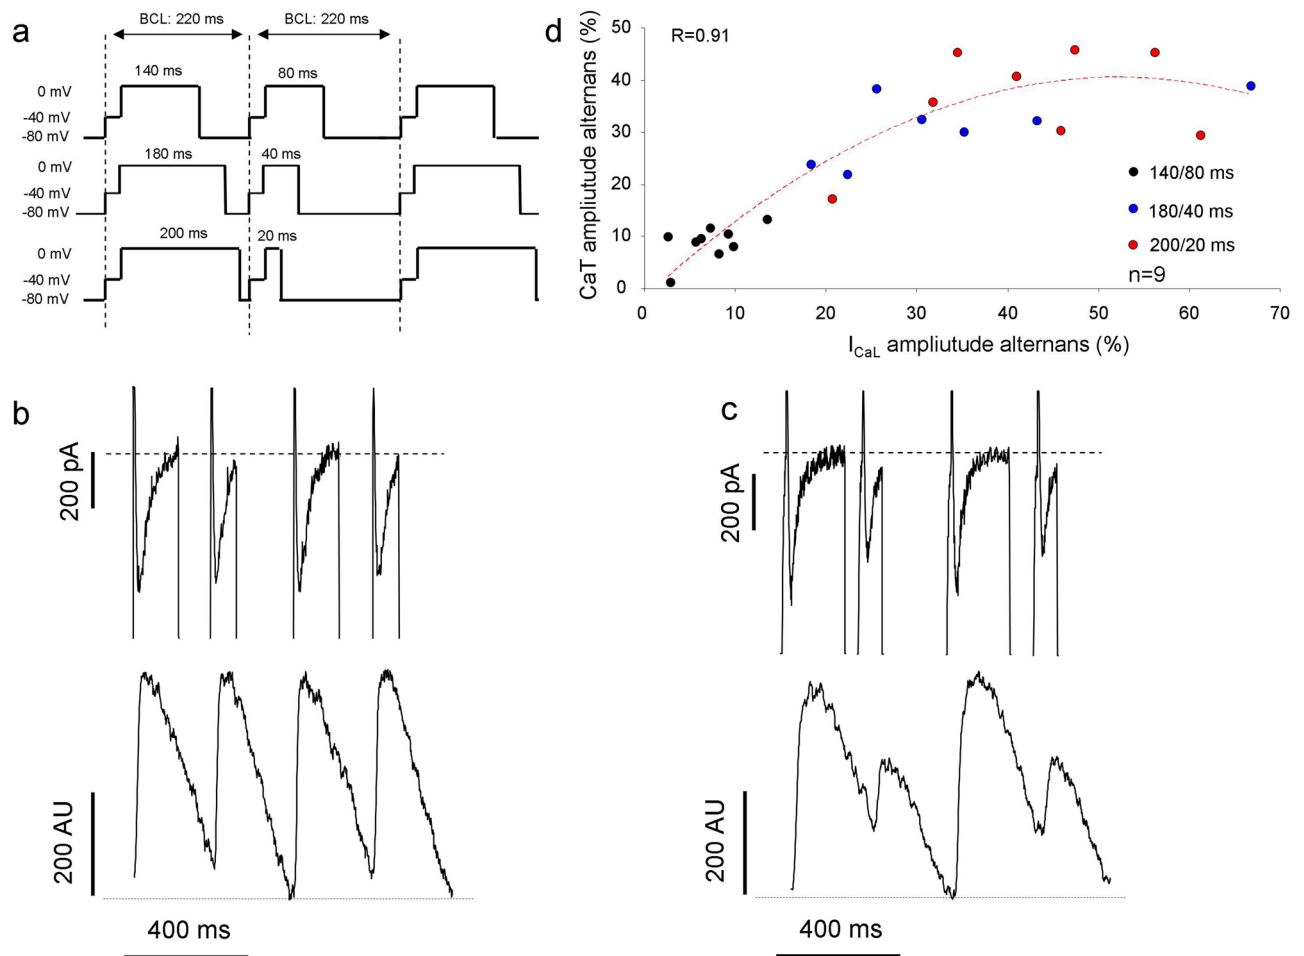 a
BCL: 220 ms
BCL: 220 ms
140 ms
80 ms
0 mV
-40 mV
-80 mV
180 ms
40 ms
0 mV
-40 mV
-80 mV
200 ms
20 ms
0 mV
-40 mV
-80 mV
d
CaT ampliutude alternans (%)
50
40
30
20
10
0
R=0.91
140/80 ms
180/40 ms
200/20 ms
n=9
0
10
20
30
40
50
60
70
I_CaL ampliutude alternans (%)
b
200 pA
200 AU
400 ms
c
200 pA
200 AU
400 ms